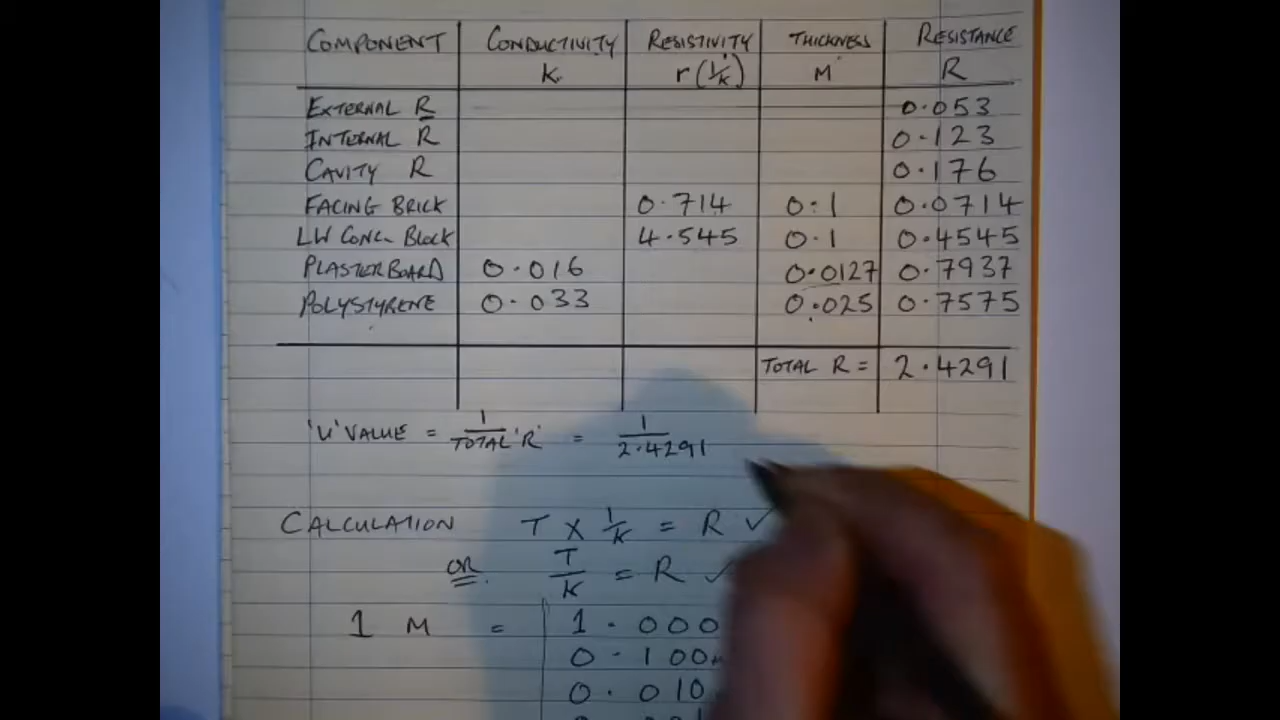 COMPONENT CONDUCTIVITY RESISTIVITY THICKNESS RESISTANCE
K r(1/K) M R
EXTERNAL R 0.053
INTERNAL R 0.123
CAVITY R 0.176
FACING BRICK 0.714 0.1 0.0714
LW CONC. BLOCK 4.545 0.1 0.4545
PLASTERBOARD 0.016 0.0127 0.7937
POLYSTYRENE 0.033 0.025 0.7575
TOTAL R = 2.4291
'U' VALUE = 1/TOTAL 'R' = 1/2.4291
CALCULATION T X 1/K = R ✓
OR T/K = R ✓
1 M = 1.000
0.100
0.010